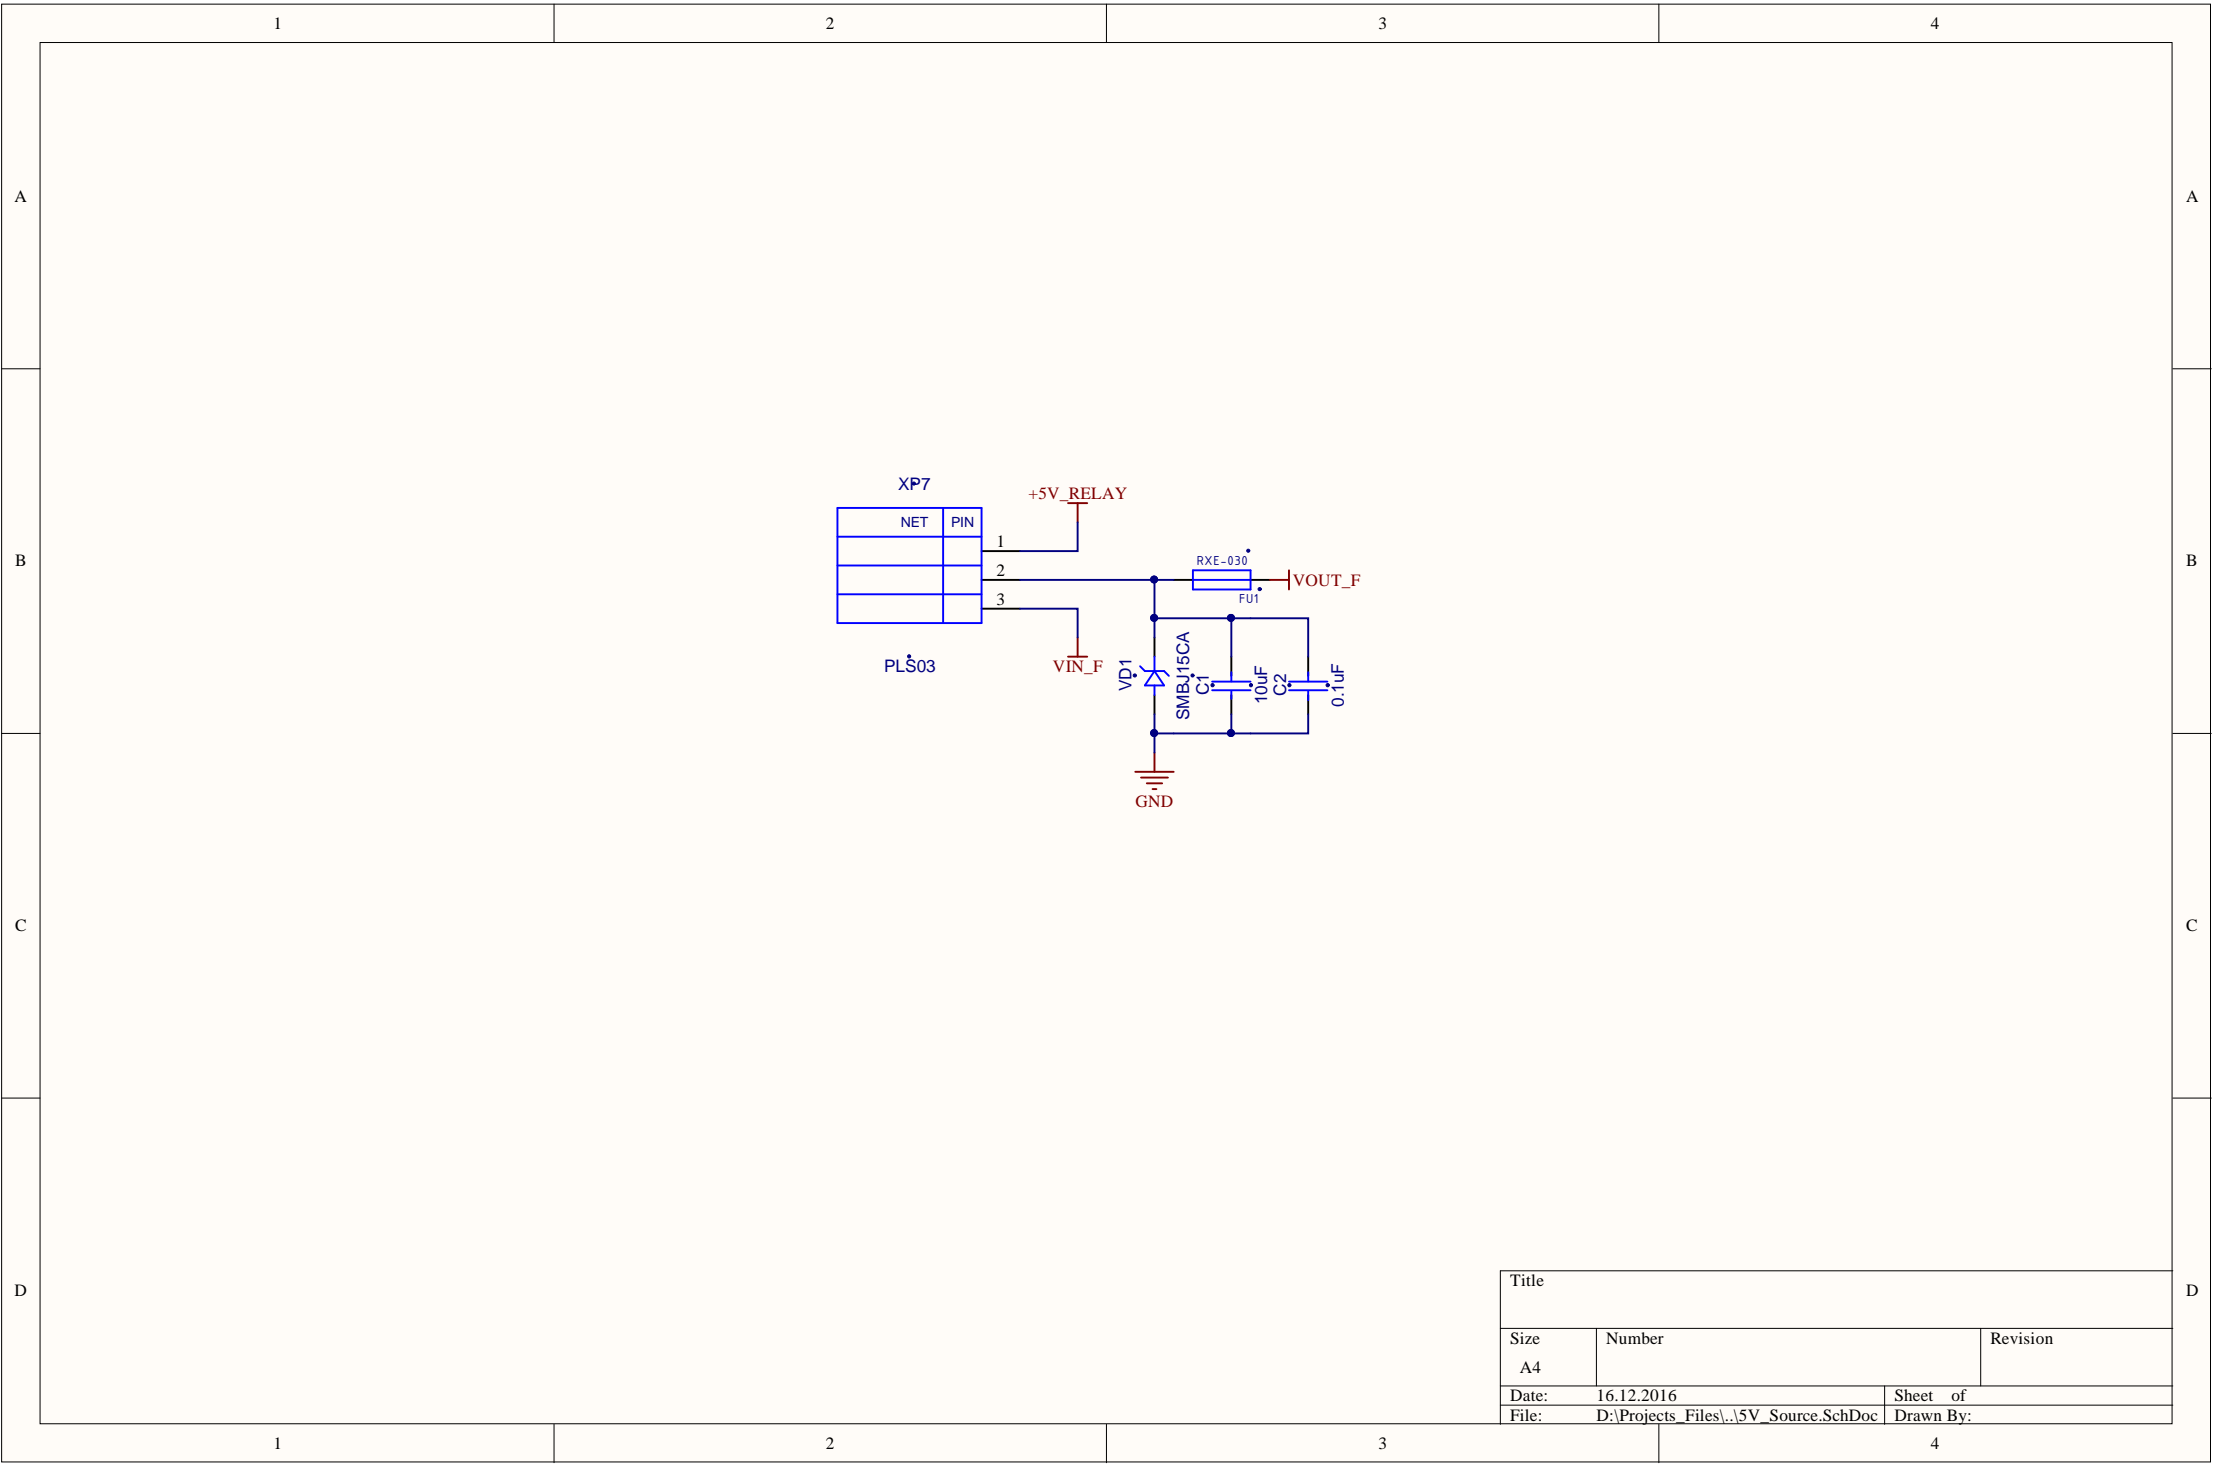 1 2 3 4
A A
XP7
+5V_RELAY
NET PIN
1
B B
RXE-030
2
VOUT_F
3
FU1
PLS03
VIN_F
VD1
SMBJ15CA
C1
10uF
C2
0.1uF
GND
C C
Title
D D
Size Number Revision
A4
Date: 16.12.2016 Sheet of
File: D:\Projects_Files\..\5V_Source.SchDoc Drawn By:
1 2 3 4